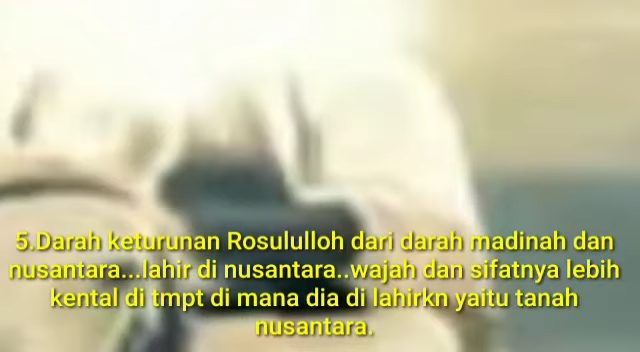 5.Darah keturunan Rosululloh dari darah madinah dan
nusantara...lahir di nusantara..wajah dan sifatnya lebih
kental di tmpt di mana dia di lahirkn yaitu tanah
nusantara.